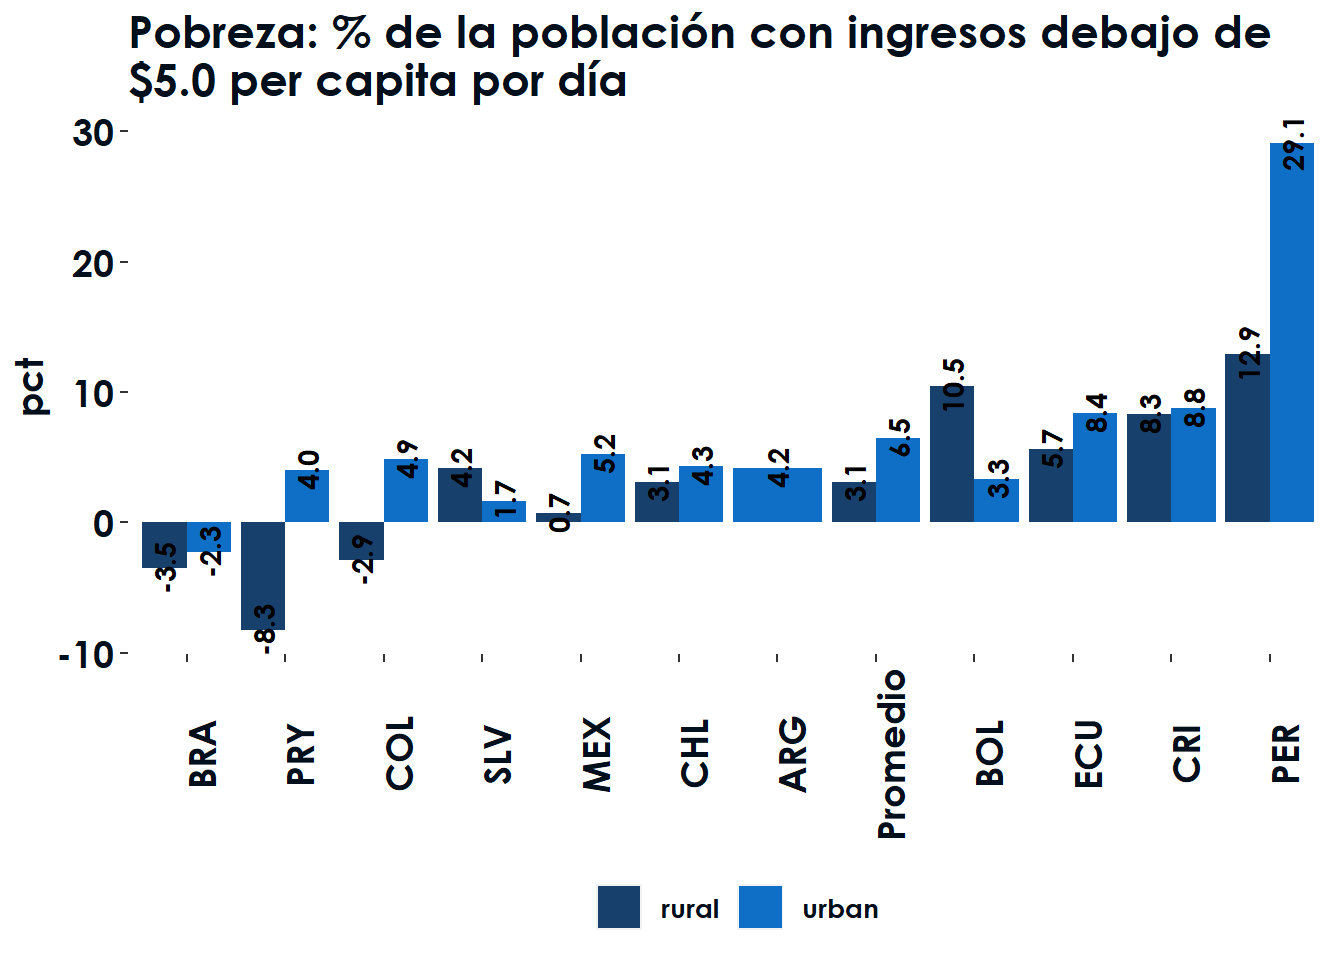 Pobreza: % de la población con ingresos debajo de
$5.0 per capita por día
pct
30
20
10
0
-10
-3.5
-2.3
-8.3
4.0
-2.9
4.9
4.2
1.7
0.7
5.2
3.1
4.3
4.2
3.1
6.5
10.5
3.3
5.7
8.4
8.3
8.8
12.9
29.1
BRA
PRY
COL
SLV
MEX
CHL
ARG
Promedio
BOL
ECU
CRI
PER
rural
urban